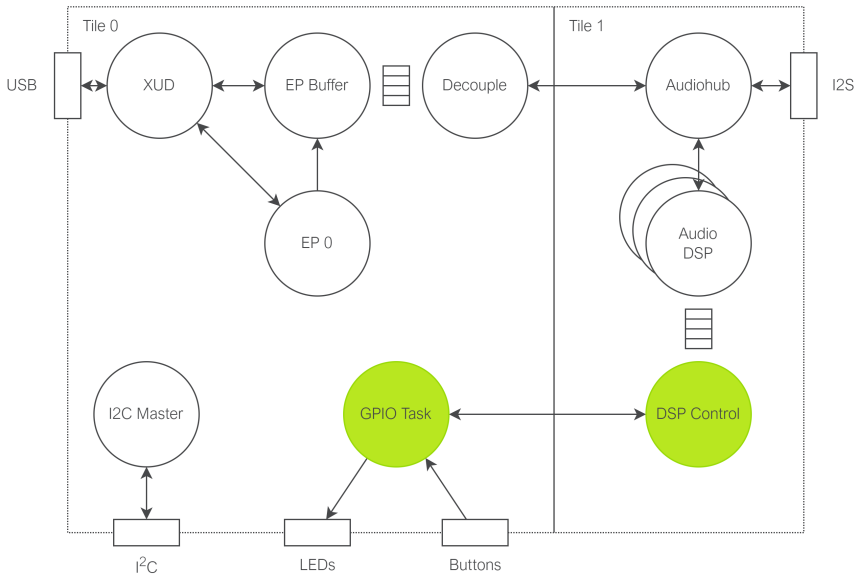 Tile 0
Tile 1
USB
XUD
EP Buffer
Decouple
Audiohub
I2S
EP 0
Audio
DSP
I2C Master
GPIO Task
DSP Control
I²C
LEDs
Buttons